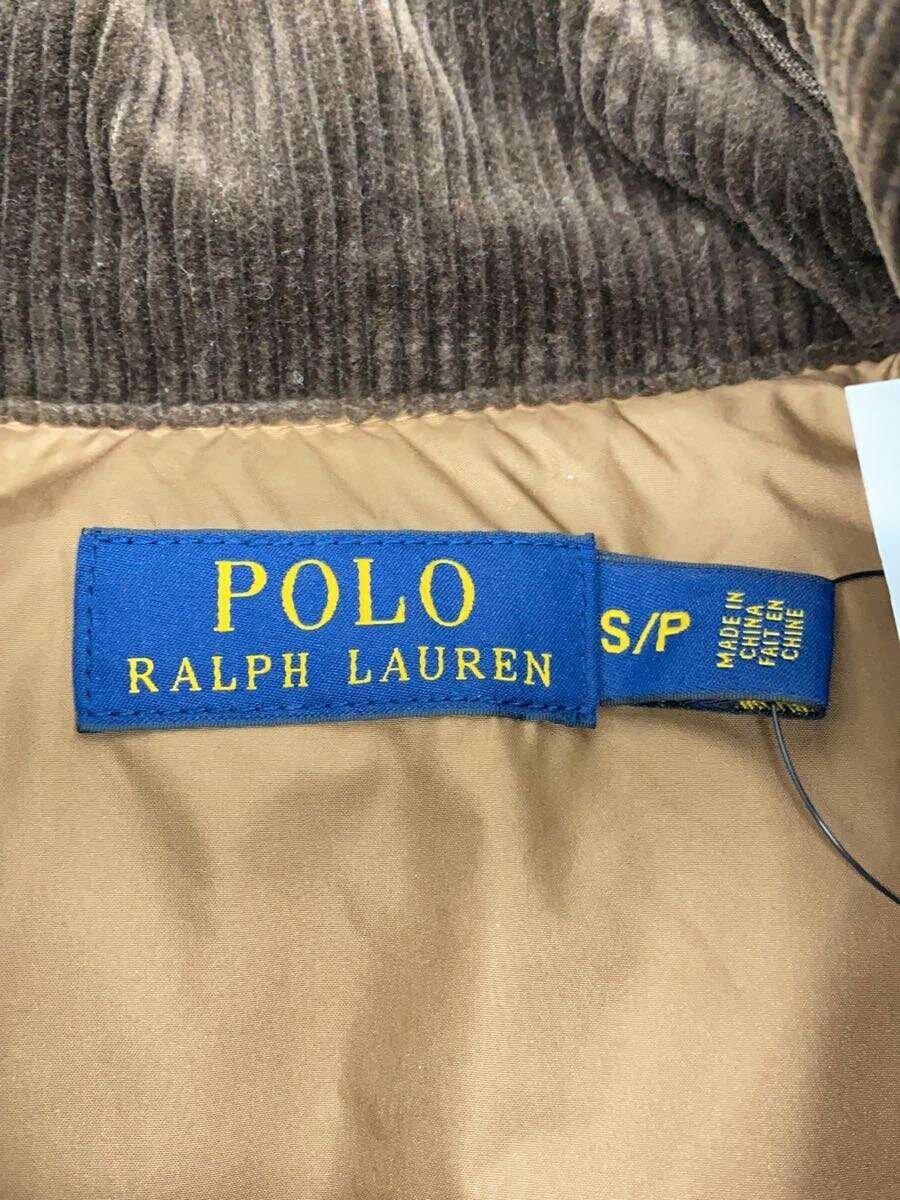 POLO
RALPH LAUREN
S/P
MADE IN
CHINA
FAIT EN
CHINE